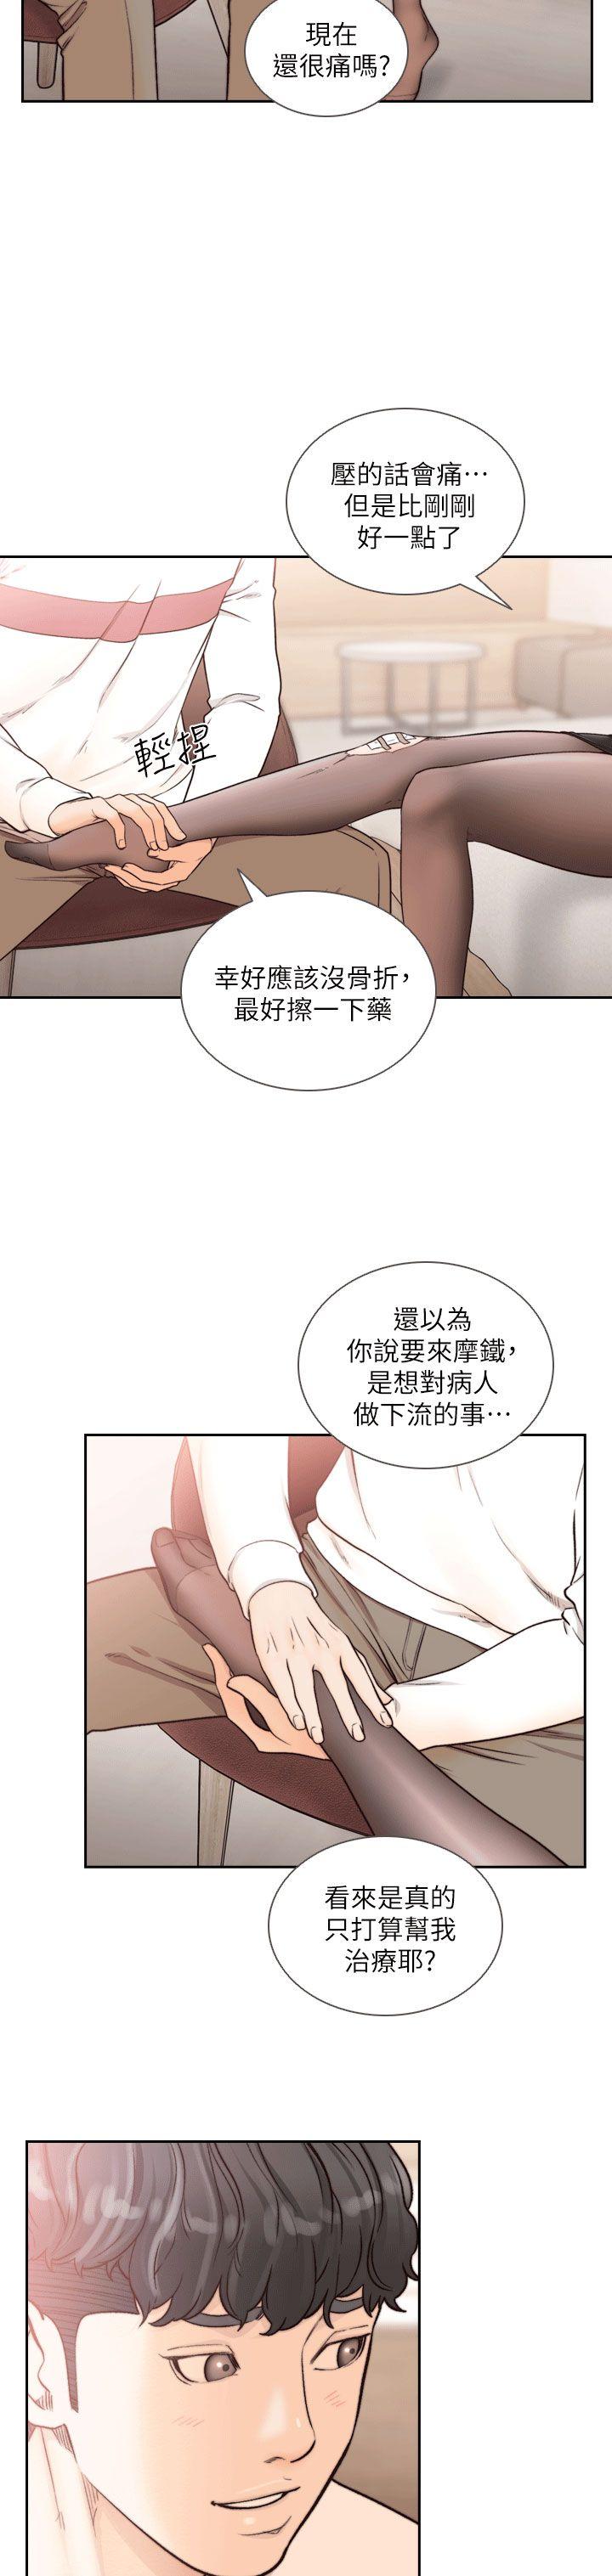 現在
還很痛嗎?
壓的話會痛⋯
但是比剛剛
好一點了
輕捏
幸好應該沒骨折,
最好擦一下藥
還以為
你說要來摩鐵,
是想對病人
做下流的事⋯
看來是真的
只打算幫我
治療耶?